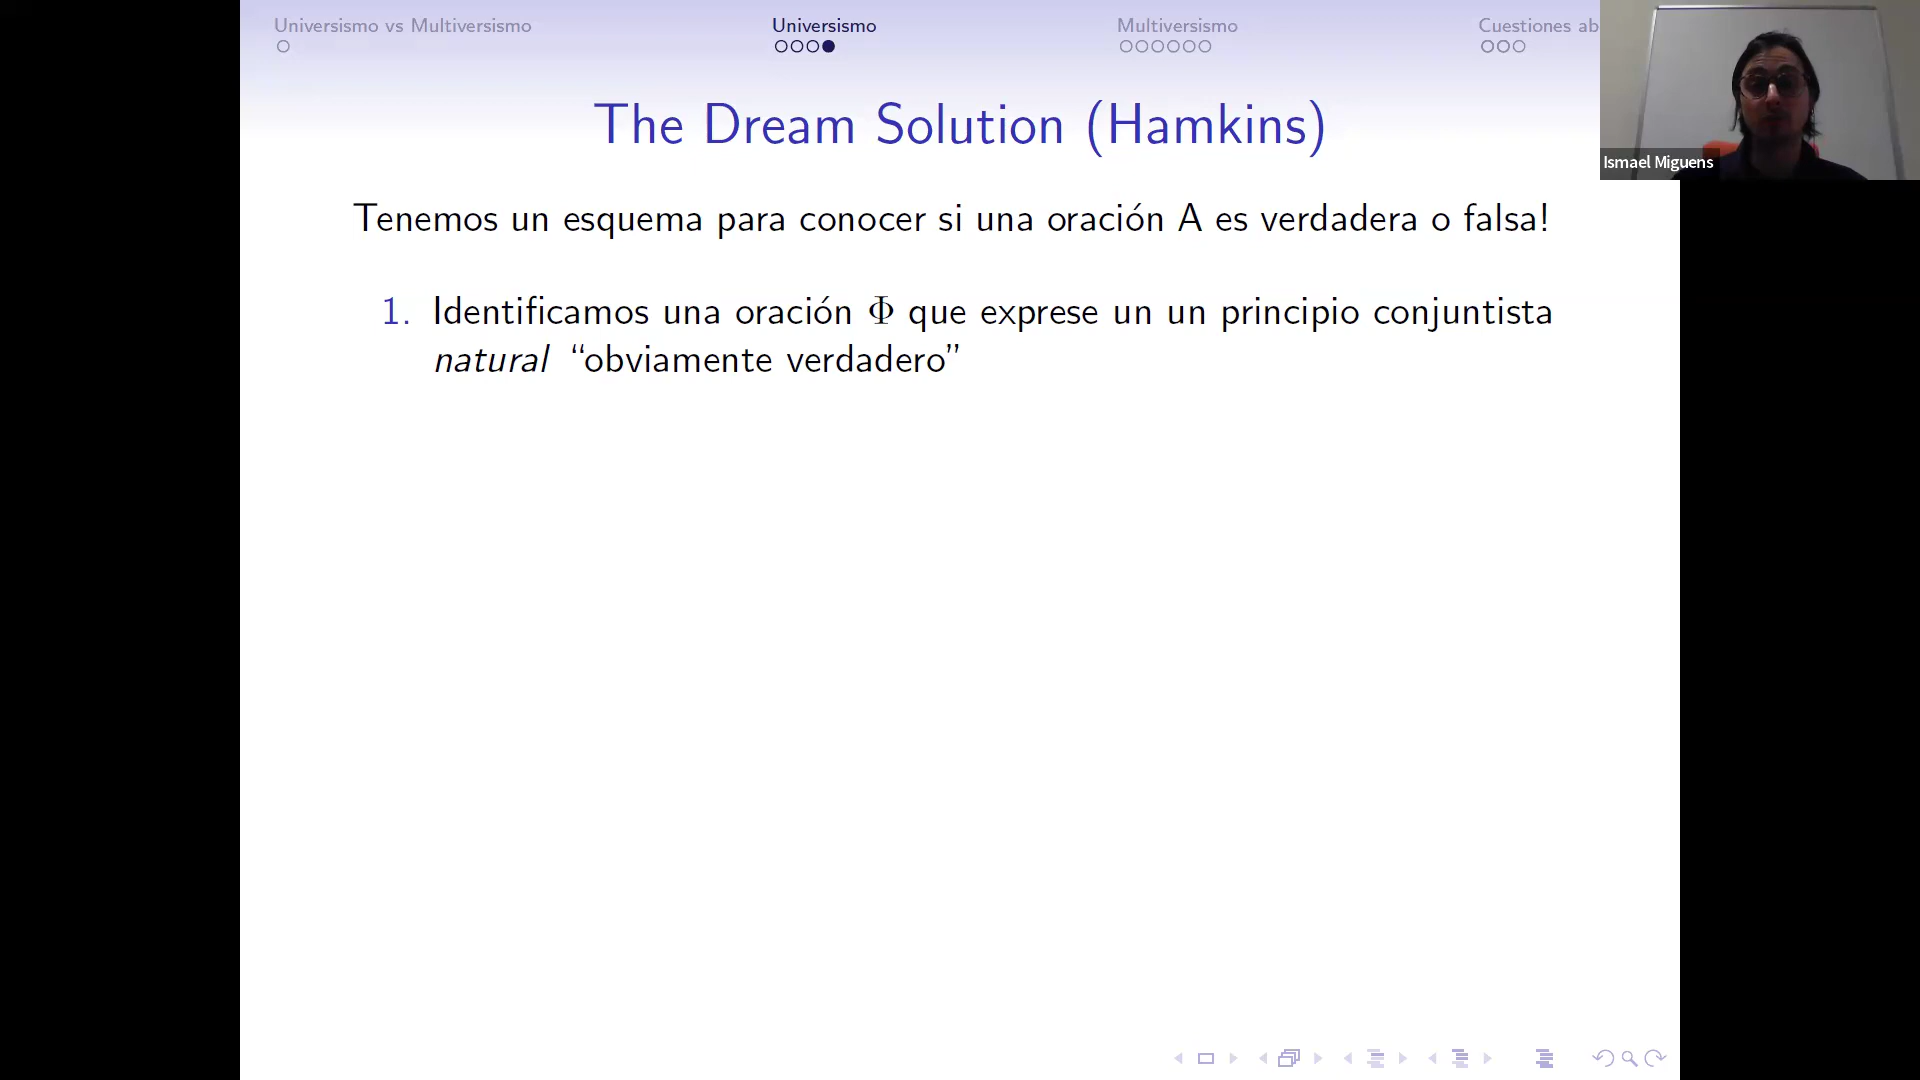 Universismo vs Multiversismo
Universismo
Multiversismo
Cuestiones ab
The Dream Solution (Hamkins)
Ismael Miguens
Tenemos un esquema para conocer si una oración A es verdadera o falsa!
1. Identificamos una oración Φ que exprese un un principio conjuntista
natural “obviamente verdadero”